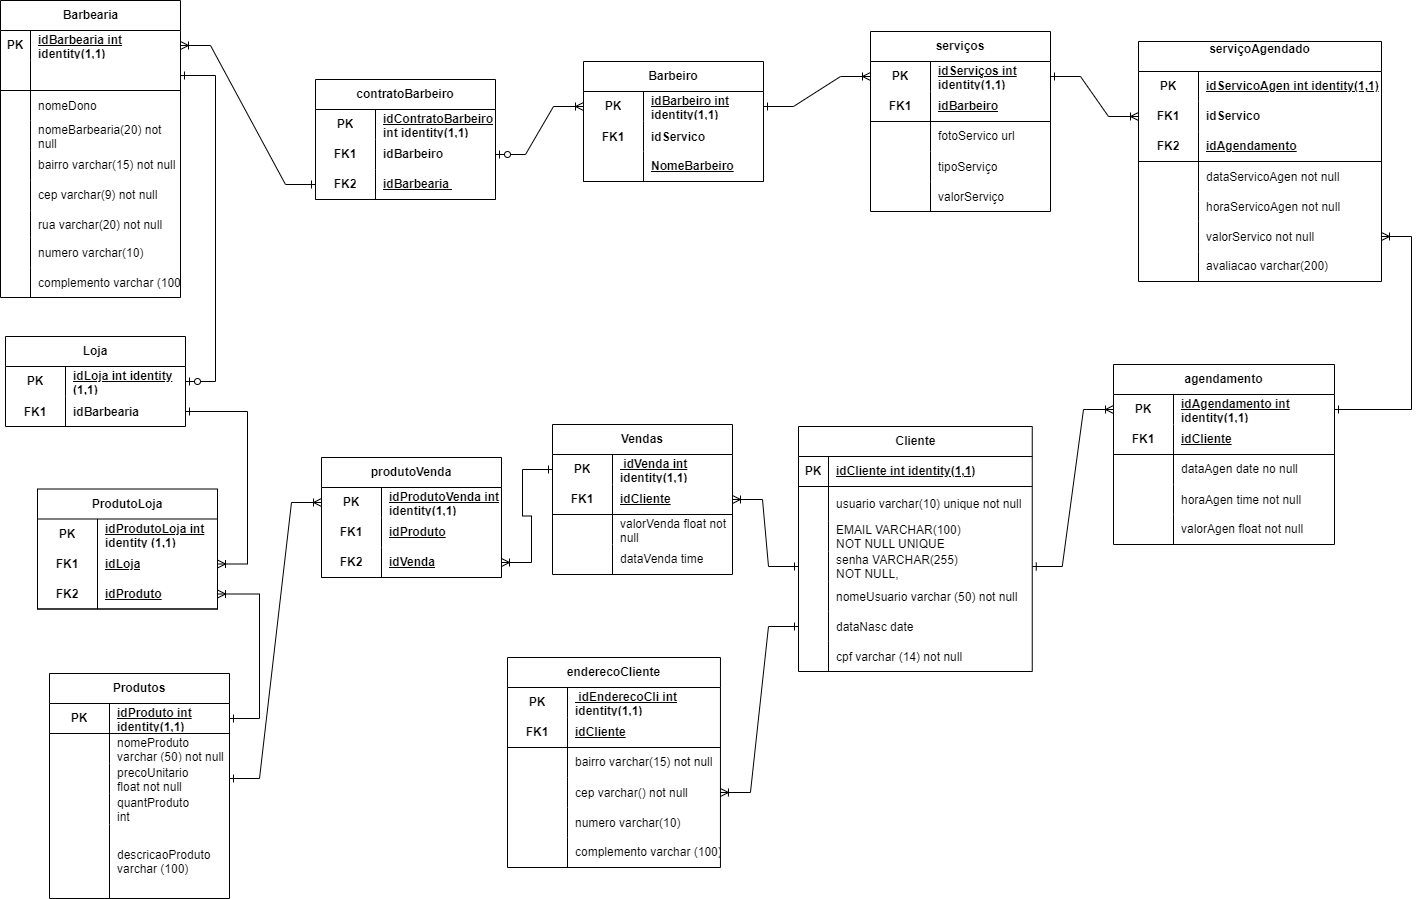 Barbearia
PK
idBarbearia int
identity(1,1)
nomeDono
nomeBarbearia(20) not
null
bairro varchar(15) not null
cep varchar(9) not null
rua varchar(20) not null
numero varchar(10)
complemento varchar (100
contratoBarbeiro
PK
idContratoBarbeiro
int identity(1,1)
FK1
idBarbeiro
FK2
idBarbearia
Barbeiro
PK
idBarbeiro int
identity(1,1)
FK1
idServico
NomeBarbeiro
serviços
PK
idServiços int
identity(1,1)
FK1
idBarbeiro
fotoServico url
tipoServiço
valorServiço
serviçoAgendado
PK
idServicoAgen int identity(1,1)
FK1
idServico
FK2
idAgendamento
dataServicoAgen not null
horaServicoAgen not null
valorServico not null
avaliacao varchar(200)
Loja
PK
idLoja int identity
(1,1)
FK1
idBarbearia
ProdutoLoja
PK
idProdutoLoja int
identity (1,1)
FK1
idLoja
FK2
idProduto
Produtos
PK
idProduto int
identity(1,1)
nomeProduto
varchar (50) not null
precoUnitario
float not null
quantProduto
int
descricaoProduto
varchar (100)
produtoVenda
PK
idProdutoVenda int
identity(1,1)
FK1
idProduto
FK2
idVenda
Vendas
PK
idVenda int
identity(1,1)
FK1
idCliente
valorVenda float not
null
dataVenda time
Cliente
PK
idCliente int identity(1,1)
usuario varchar(10) unique not null
EMAIL VARCHAR(100)
NOT NULL UNIQUE
senha VARCHAR(255)
NOT NULL,
nomeUsuario varchar (50) not null
dataNasc date
cpf varchar (14) not null
agendamento
PK
idAgendamento int
identity(1,1)
FK1
idCliente
dataAgen date no null
horaAgen time not null
valorAgen float not null
enderecoCliente
PK
idEnderecoCli int
identity(1,1)
FK1
idCliente
bairro varchar(15) not null
cep varchar() not null
numero varchar(10)
complemento varchar (100)